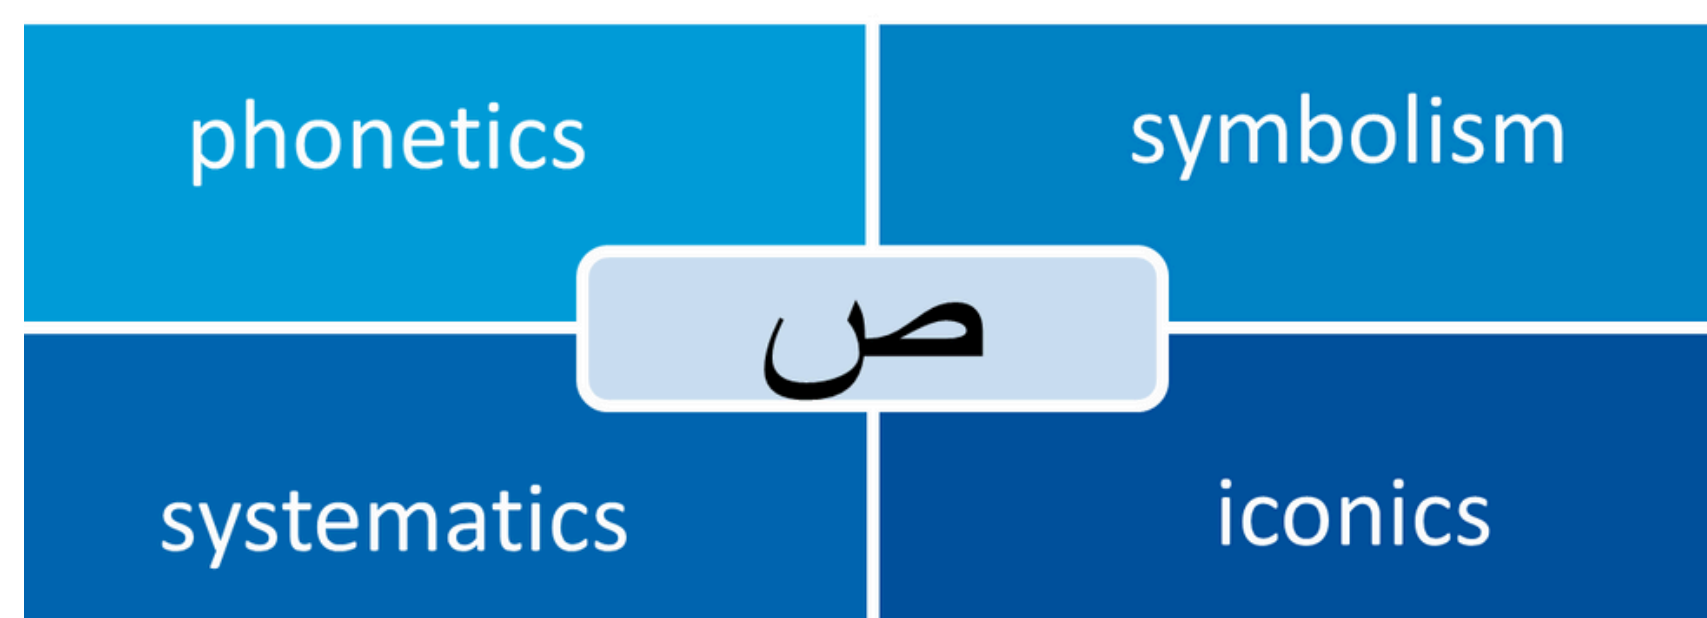 phonetics
symbolism
ص
systematics
iconics